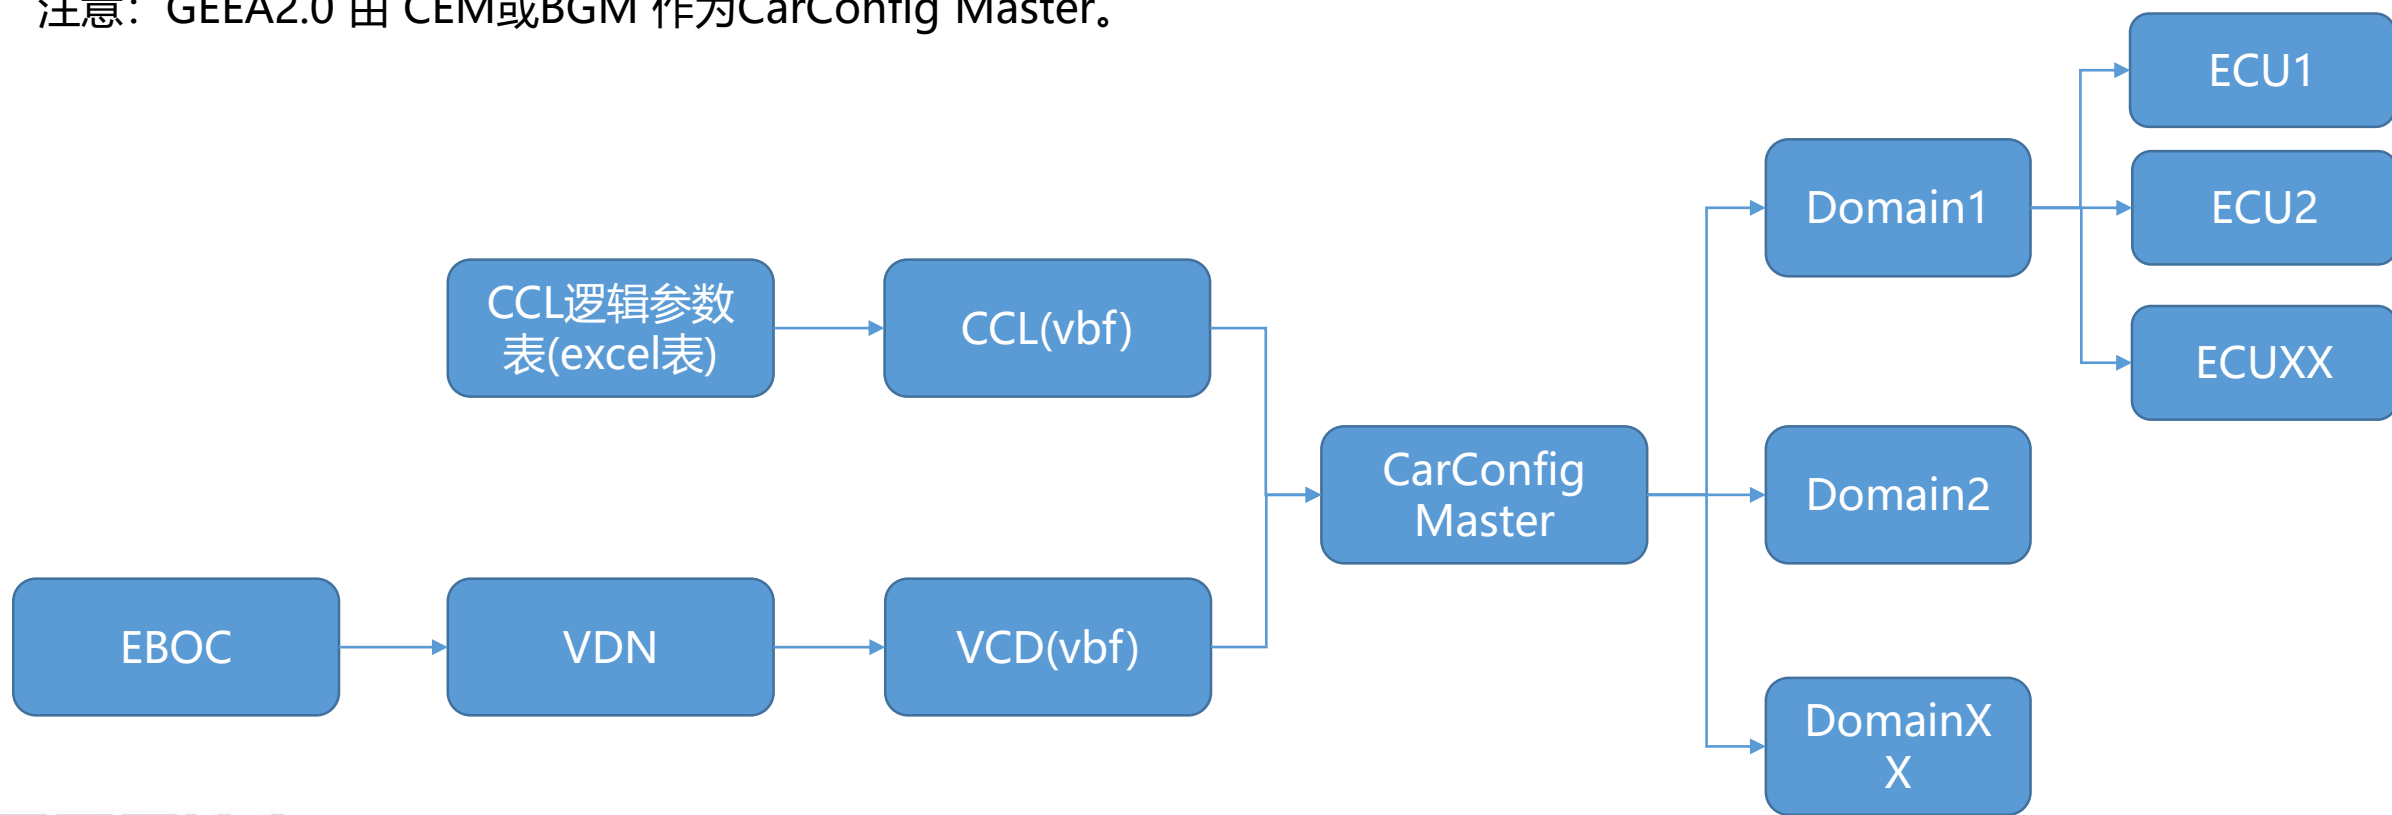 注意：GEEA2.0 由 CEM或BGM 作为CarConfig Master。
ECU1
Domain1
ECU2
CCL逻辑参数
表(excel表)
CCL(vbf)
ECUXX
CarConfig
Master
Domain2
EBOC
VDN
VCD(vbf)
DomainX
X